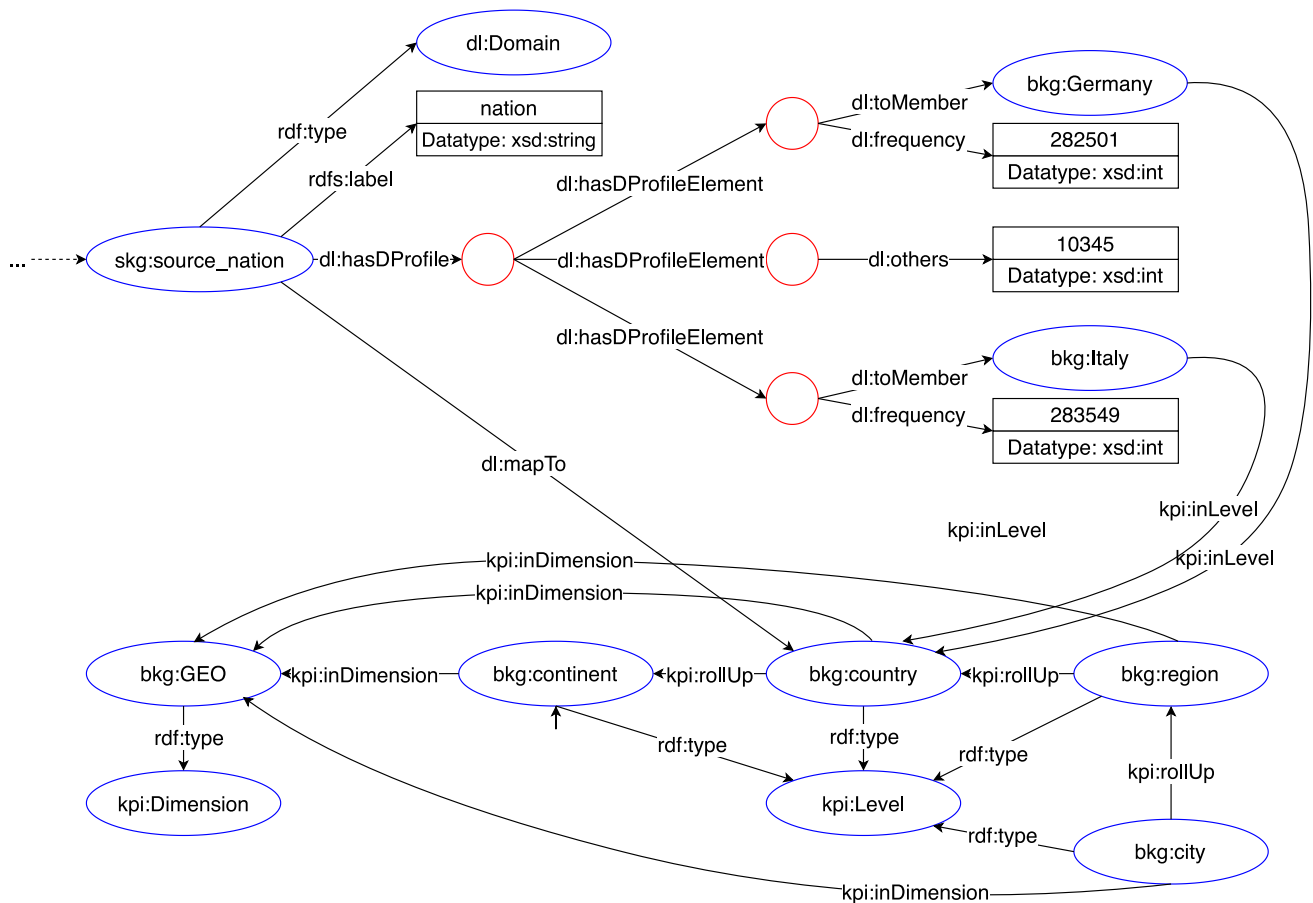 dl:Domain
bkg:Germany
dl:toMember
nation
rdf:type
Datatype: xsd:string
282501
dl:frequency
Datatype: xsd:int
rdfs:label
dl:hasDProfileElement
10345
...
skg:source_nation
dl:hasDProfile
dl:hasDProfileElement
dl:others
Datatype: xsd:int
dl:hasDProfileElement
bkg:Italy
dl:toMember
283549
dl:frequency
Datatype: xsd:int
dl:mapTo
kpi:inLevel
kpi:inLevel
kpi:inDimension
kpi:inLevel
kpi:inDimension
bkg:GEO
kpi:inDimension
bkg:continent
kpi:rollUp
bkg:country
kpi:rollUp
bkg:region
rdf:type
rdf:type
rdf:type
rdf:type
kpi:rollUp
kpi:Dimension
kpi:Level
rdf:type
bkg:city
kpi:inDimension